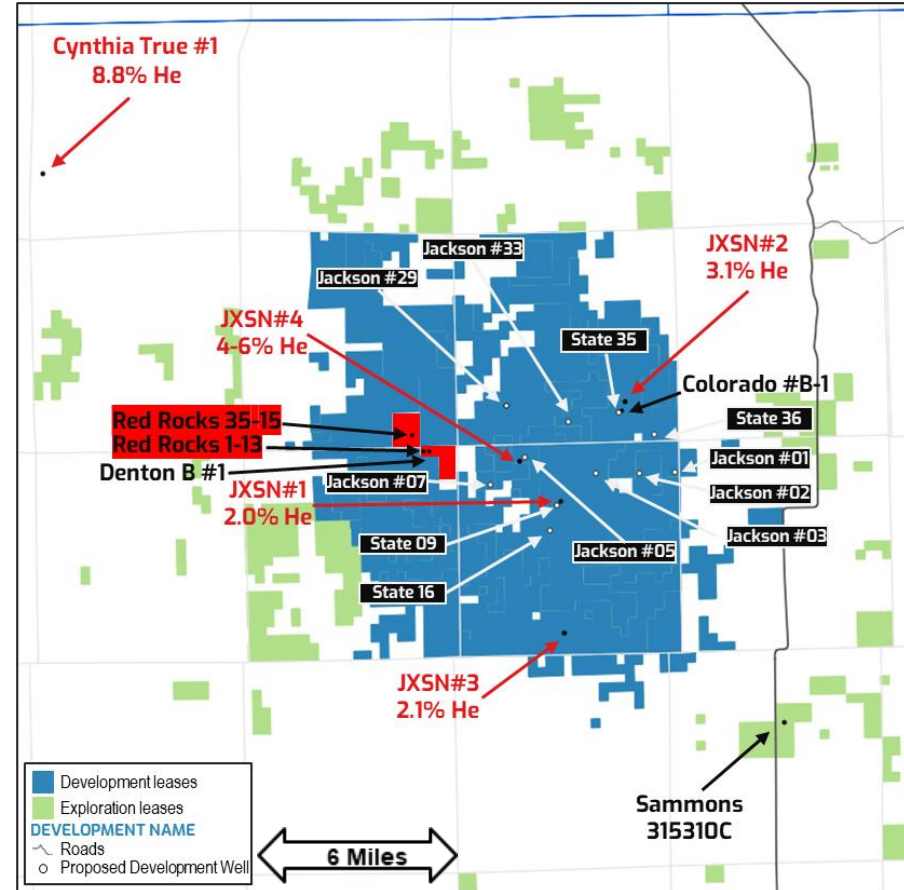 Cynthia True #1
8.8% He
Jackson #33
Jackson #29
JXSN#2
3.1% He
JXSN#4
4-6% He
State 35
Colorado #B-1
Red Rocks 35-15
Red Rocks 1-13
Denton B #1
State 36
Jackson #07
Jackson #01
JXSN#1
2.0% He
Jackson #02
Jackson #03
State 09
Jackson #05
State 16
JXSN#3
2.1% He
Sammons
315310C
Development leases
Exploration leases
DEVELOPMENT NAME
Roads
Proposed Development Well
6 Miles